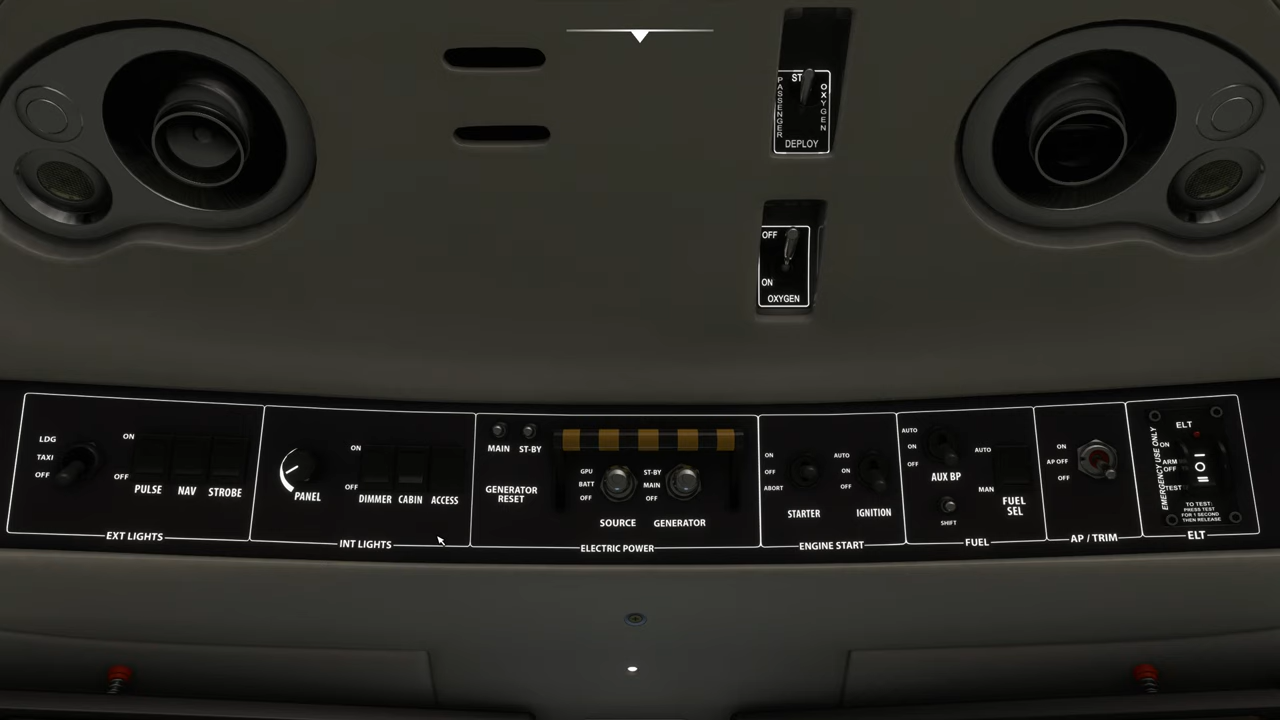 ST
PASSENGER
OXYGEN
DEPLOY
OFF
ON
OXYGEN
LDG
TAXI
OFF
ON
OFF
PULSE NAV STROBE
EXT LIGHTS
PANEL
ON
OFF
DIMMER CABIN ACCESS
INT LIGHTS
MAIN ST-BY
GENERATOR
RESET
GPU
BATT
OFF
SOURCE
ST-BY
MAIN
OFF
GENERATOR
ELECTRIC POWER
ON
OFF
ABORT
STARTER
AUTO
ON
OFF
IGNITION
ENGINE START
AUTO
ON
OFF
AUX BP
SHIFT
AUTO
MAN
FUEL
SEL
FUEL
ON
AP OFF
OFF
AP / TRIM
EMERGENCY USE ONLY
ELT
ON
ARM
OFF
TEST
TO TEST:
PRESS TEST
FOR 1 SECOND
THEN RELEASE
ELT